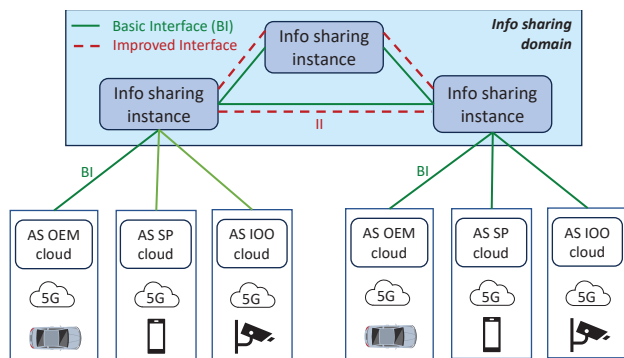 Basic Interface (BI)
Improved Interface
Info sharing
domain
Info sharing
instance
Info sharing
instance
Info sharing
instance
II
BI
BI
AS OEM
cloud
AS SP
cloud
AS IOO
cloud
AS OEM
cloud
AS SP
cloud
AS IOO
cloud
5G
5G
5G
5G
5G
5G